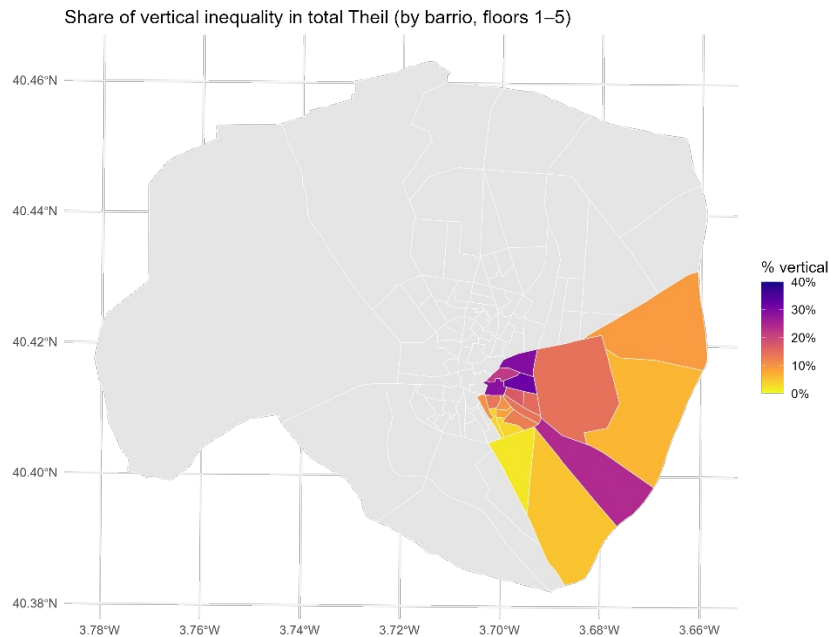 Share of vertical inequality in total Theil (by barrio, floors 1–5)
40.46°N
40.44°N
40.42°N
40.40°N
40.38°N
3.78°W 3.76°W 3.74°W 3.72°W 3.70°W 3.68°W 3.66°W
% vertical
40%
30%
20%
10%
0%